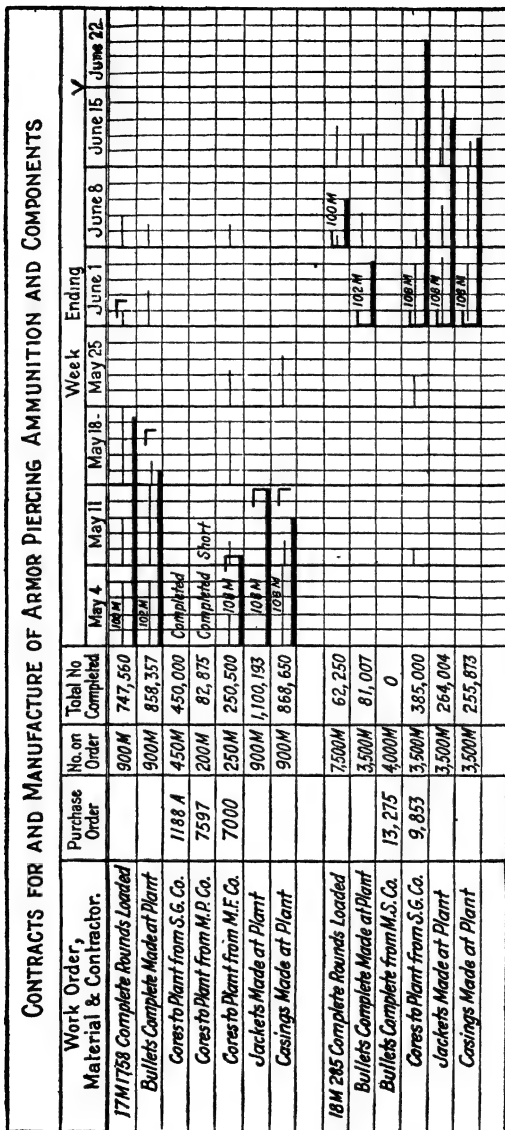 CONTRACTS FOR AND MANUFACTURE OF ARMOR PIERCING AMMUNITION AND COMPONENTS
Work Order, Material & Contractor.
Purchase Order
No. on Order
Total No Completed
Week Ending
May 4
May 11
May 18-
May 25
June 1
June 8
June 15
June 22
17M1758 Complete Rounds Loaded 900M 747,560 100M
Bullets Complete Made at Plant 900M 858,357 102M
Cores to Plant from S.G. Co. 1188 A 450M 450,000 Completed
Cores to Plant from M.P. Co. 7597 200M 82,875 Completed Short
Cores to Plant from M.F. Co. 7000 250M 250,500 108M
Jackets Made at Plant 900M 1,100,193 108M
Casings Made at Plant 900M 868,650 108M
18M 285 Complete Rounds Loaded 7,500M 62,250 100M
Bullets Complete Made at Plant 3,500M 81,007 102M
Bullets Complete from M.S. Co. 13,275 4,000M 0
Cores to Plant from S.G. Co. 9,853 3,500M 385,000 108M
Jackets Made at Plant 3,500M 264,004 108M
Casings Made at Plant 3,500M 255,873 108M